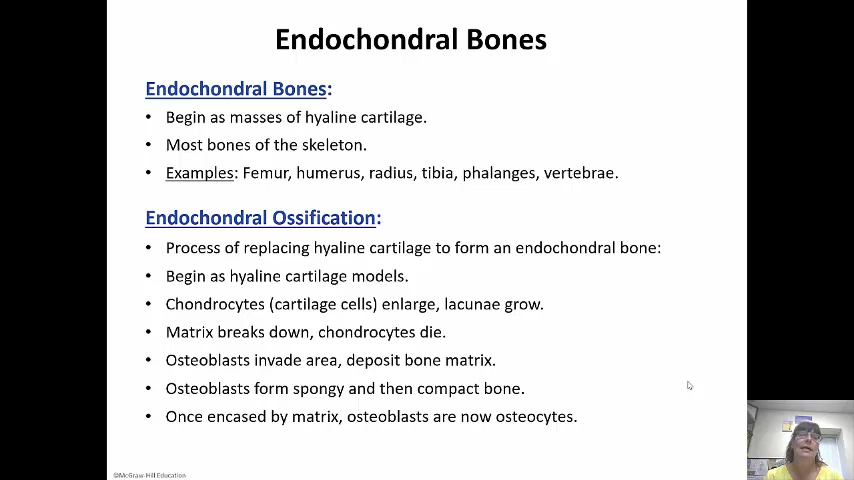 Endochondral Bones
Endochondral Bones:
• Begin as masses of hyaline cartilage.
• Most bones of the skeleton.
• Examples: Femur, humerus, radius, tibia, phalanges, vertebrae.
Endochondral Ossification:
• Process of replacing hyaline cartilage to form an endochondral bone:
• Begin as hyaline cartilage models.
• Chondrocytes (cartilage cells) enlarge, lacunae grow.
• Matrix breaks down, chondrocytes die.
• Osteoblasts invade area, deposit bone matrix.
• Osteoblasts form spongy and then compact bone.
• Once encased by matrix, osteoblasts are now osteocytes.
©McGraw-Hill Education